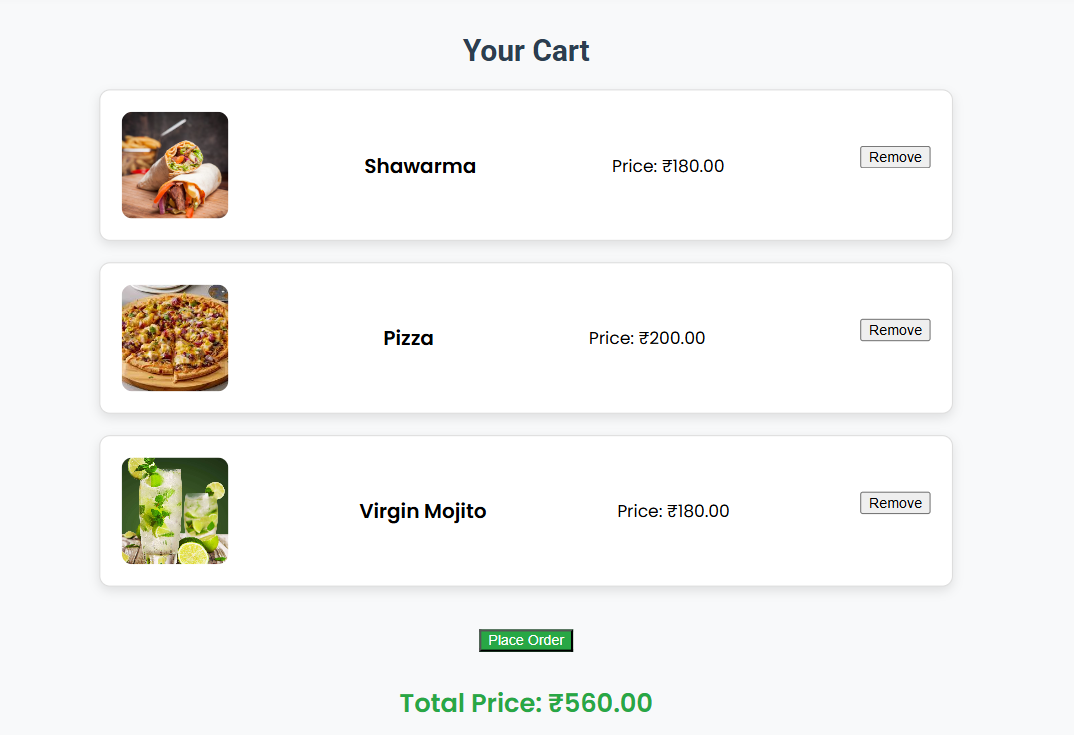 Your Cart
Shawarma Price: ₹180.00 Remove
Pizza Price: ₹200.00 Remove
Virgin Mojito Price: ₹180.00 Remove
Place Order
Total Price: ₹560.00